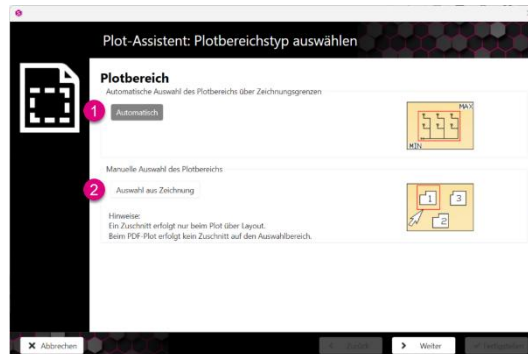 Plot-Assistent: Plotbereichstyp auswählen
Plotbereich
Automatische Auswahl des Plotbereichs über Zeichnungsgrenzen
1 Automatisch
MAX
MIN
Manuelle Auswahl des Plotbereichs
2 Auswahl aus Zeichnung
1 3
2
Hinweise:
Ein Zuschnitt erfolgt nur beim Plot über Layout.
Beim PDF-Plot erfolgt kein Zuschnitt auf den Auswahlbereich.
Abbrechen Zurück Weiter